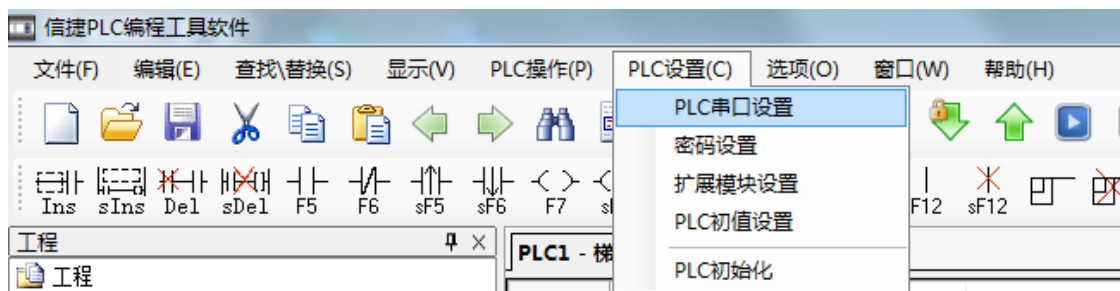 信捷PLC编程工具软件
文件(F) 编辑(E) 查找\替换(S) 显示(V) PLC操作(P) PLC设置(C) 选项(O) 窗口(W) 帮助(H)
PLC串口设置
密码设置
扩展模块设置
PLC初值设置
PLC初始化
Ins sIns Del sDel F5 F6 sF5 sF6 F7 F12 sF12
工程
PLC1 - 梯
工程